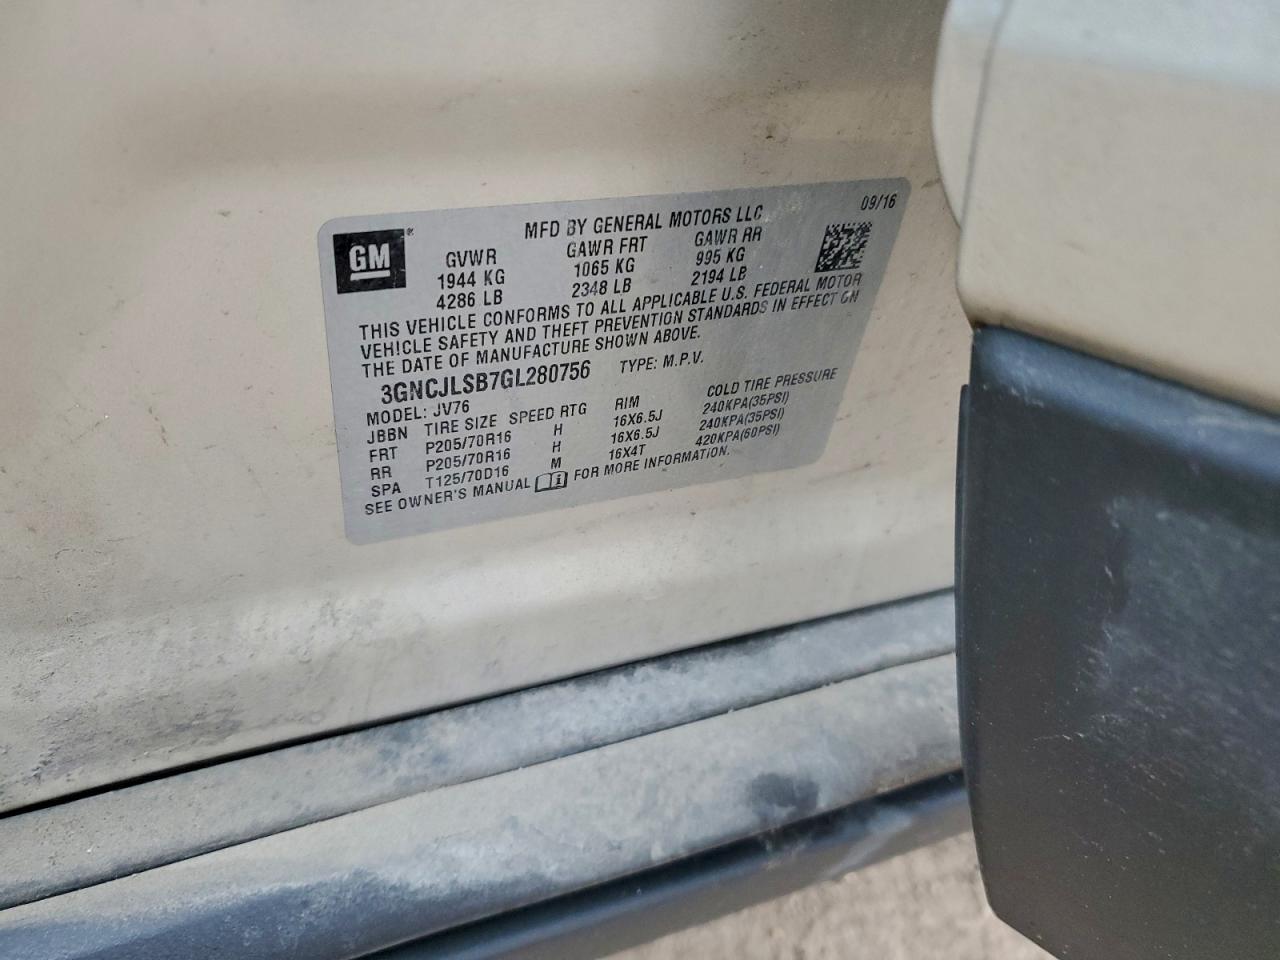 09/16
GM®
MFD BY GENERAL MOTORS LLC
GVWR GAWR FRT GAWR RR
1944 KG 1065 KG 995 KG
4286 LB 2348 LB 2194 LB
THIS VEHICLE CONFORMS TO ALL APPLICABLE U.S. FEDERAL MOTOR
VEHICLE SAFETY AND THEFT PREVENTION STANDARDS IN EFFECT ON
THE DATE OF MANUFACTURE SHOWN ABOVE.
3GNCJLSB7GL280756 TYPE: M.P.V.
MODEL: JV76
JBBN TIRE SIZE SPEED RTG RIM COLD TIRE PRESSURE
FRT P205/70R16 H 16X6.5J 240KPA(35PSI)
RR P205/70R16 H 16X6.5J 240KPA(35PSI)
SPA T125/70D16 M 16X4T 420KPA(60PSI)
SEE OWNER'S MANUAL i FOR MORE INFORMATION.